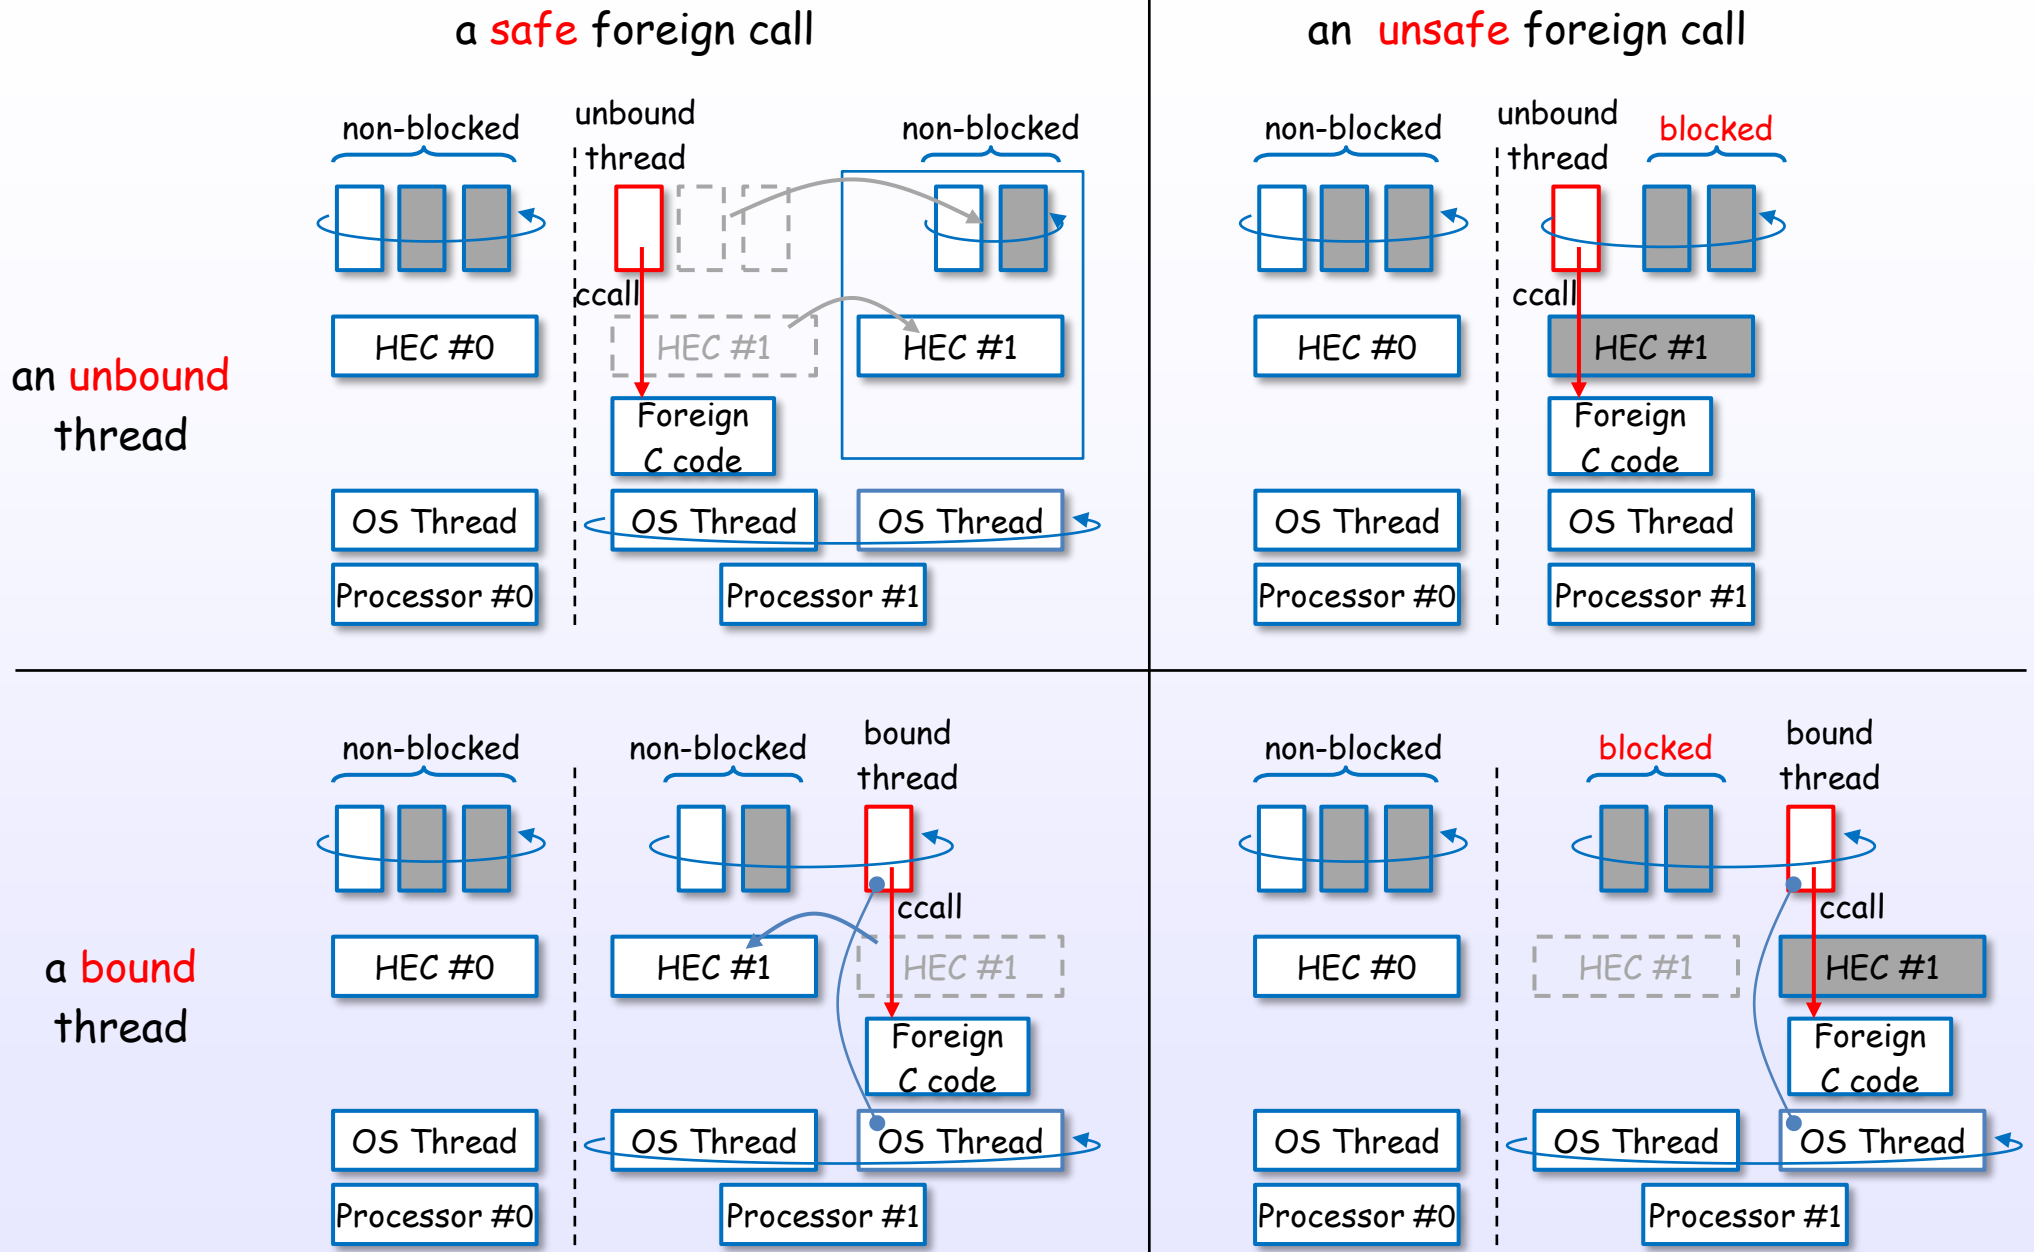 a safe foreign call
an unsafe foreign call
an unbound
thread
non-blocked
unbound
thread
non-blocked
ccall
HEC #0
HEC #1
HEC #1
Foreign
C code
OS Thread
OS Thread
OS Thread
Processor #0
Processor #1
non-blocked
unbound
thread
blocked
ccall
HEC #0
HEC #1
Foreign
C code
OS Thread
OS Thread
Processor #0
Processor #1
a bound
thread
non-blocked
non-blocked
bound
thread
ccall
HEC #0
HEC #1
HEC #1
Foreign
C code
OS Thread
OS Thread
OS Thread
Processor #0
Processor #1
non-blocked
blocked
bound
thread
ccall
HEC #0
HEC #1
HEC #1
Foreign
C code
OS Thread
OS Thread
OS Thread
Processor #0
Processor #1